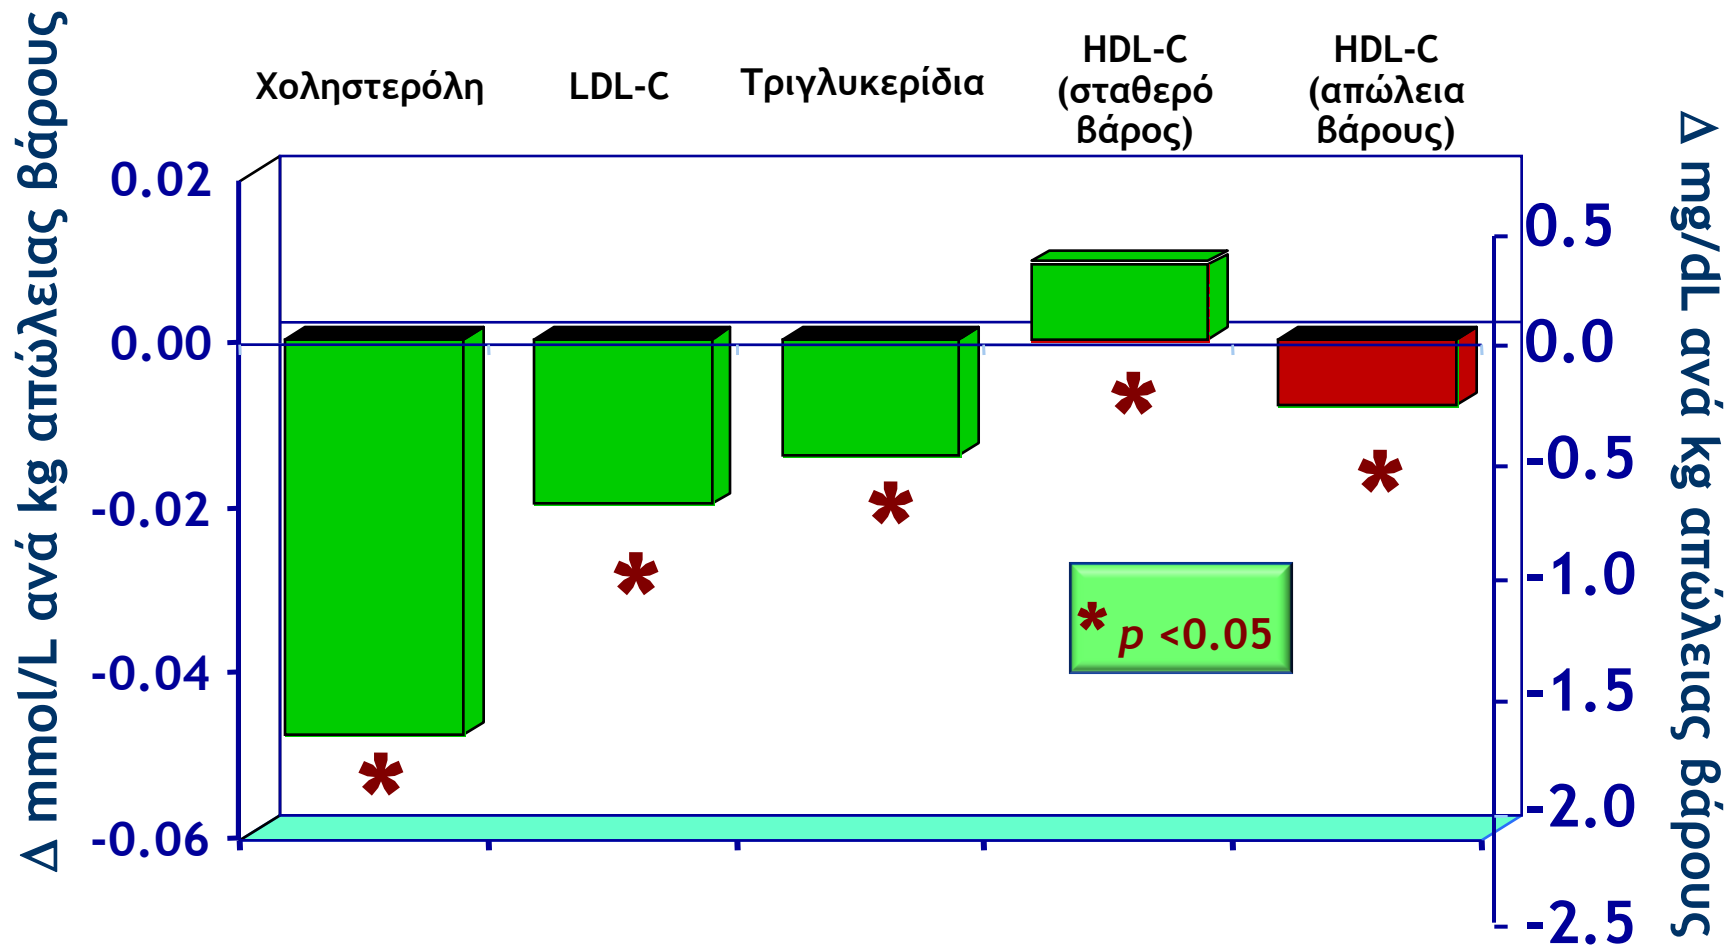 Δ mmol/L ανά kg απώλειας βάρους
Χοληστερόλη
LDL-C
Τριγλυκερίδια
HDL-C
(σταθερό
βάρος)
HDL-C
(απώλεια
βάρους)
0.02
0.00
-0.02
-0.04
-0.06
*
*
*
*
*
* p <0.05
0.5
0.0
-0.5
-1.0
-1.5
-2.0
-2.5
Δ mg/dL ανά kg απώλειας βάρους